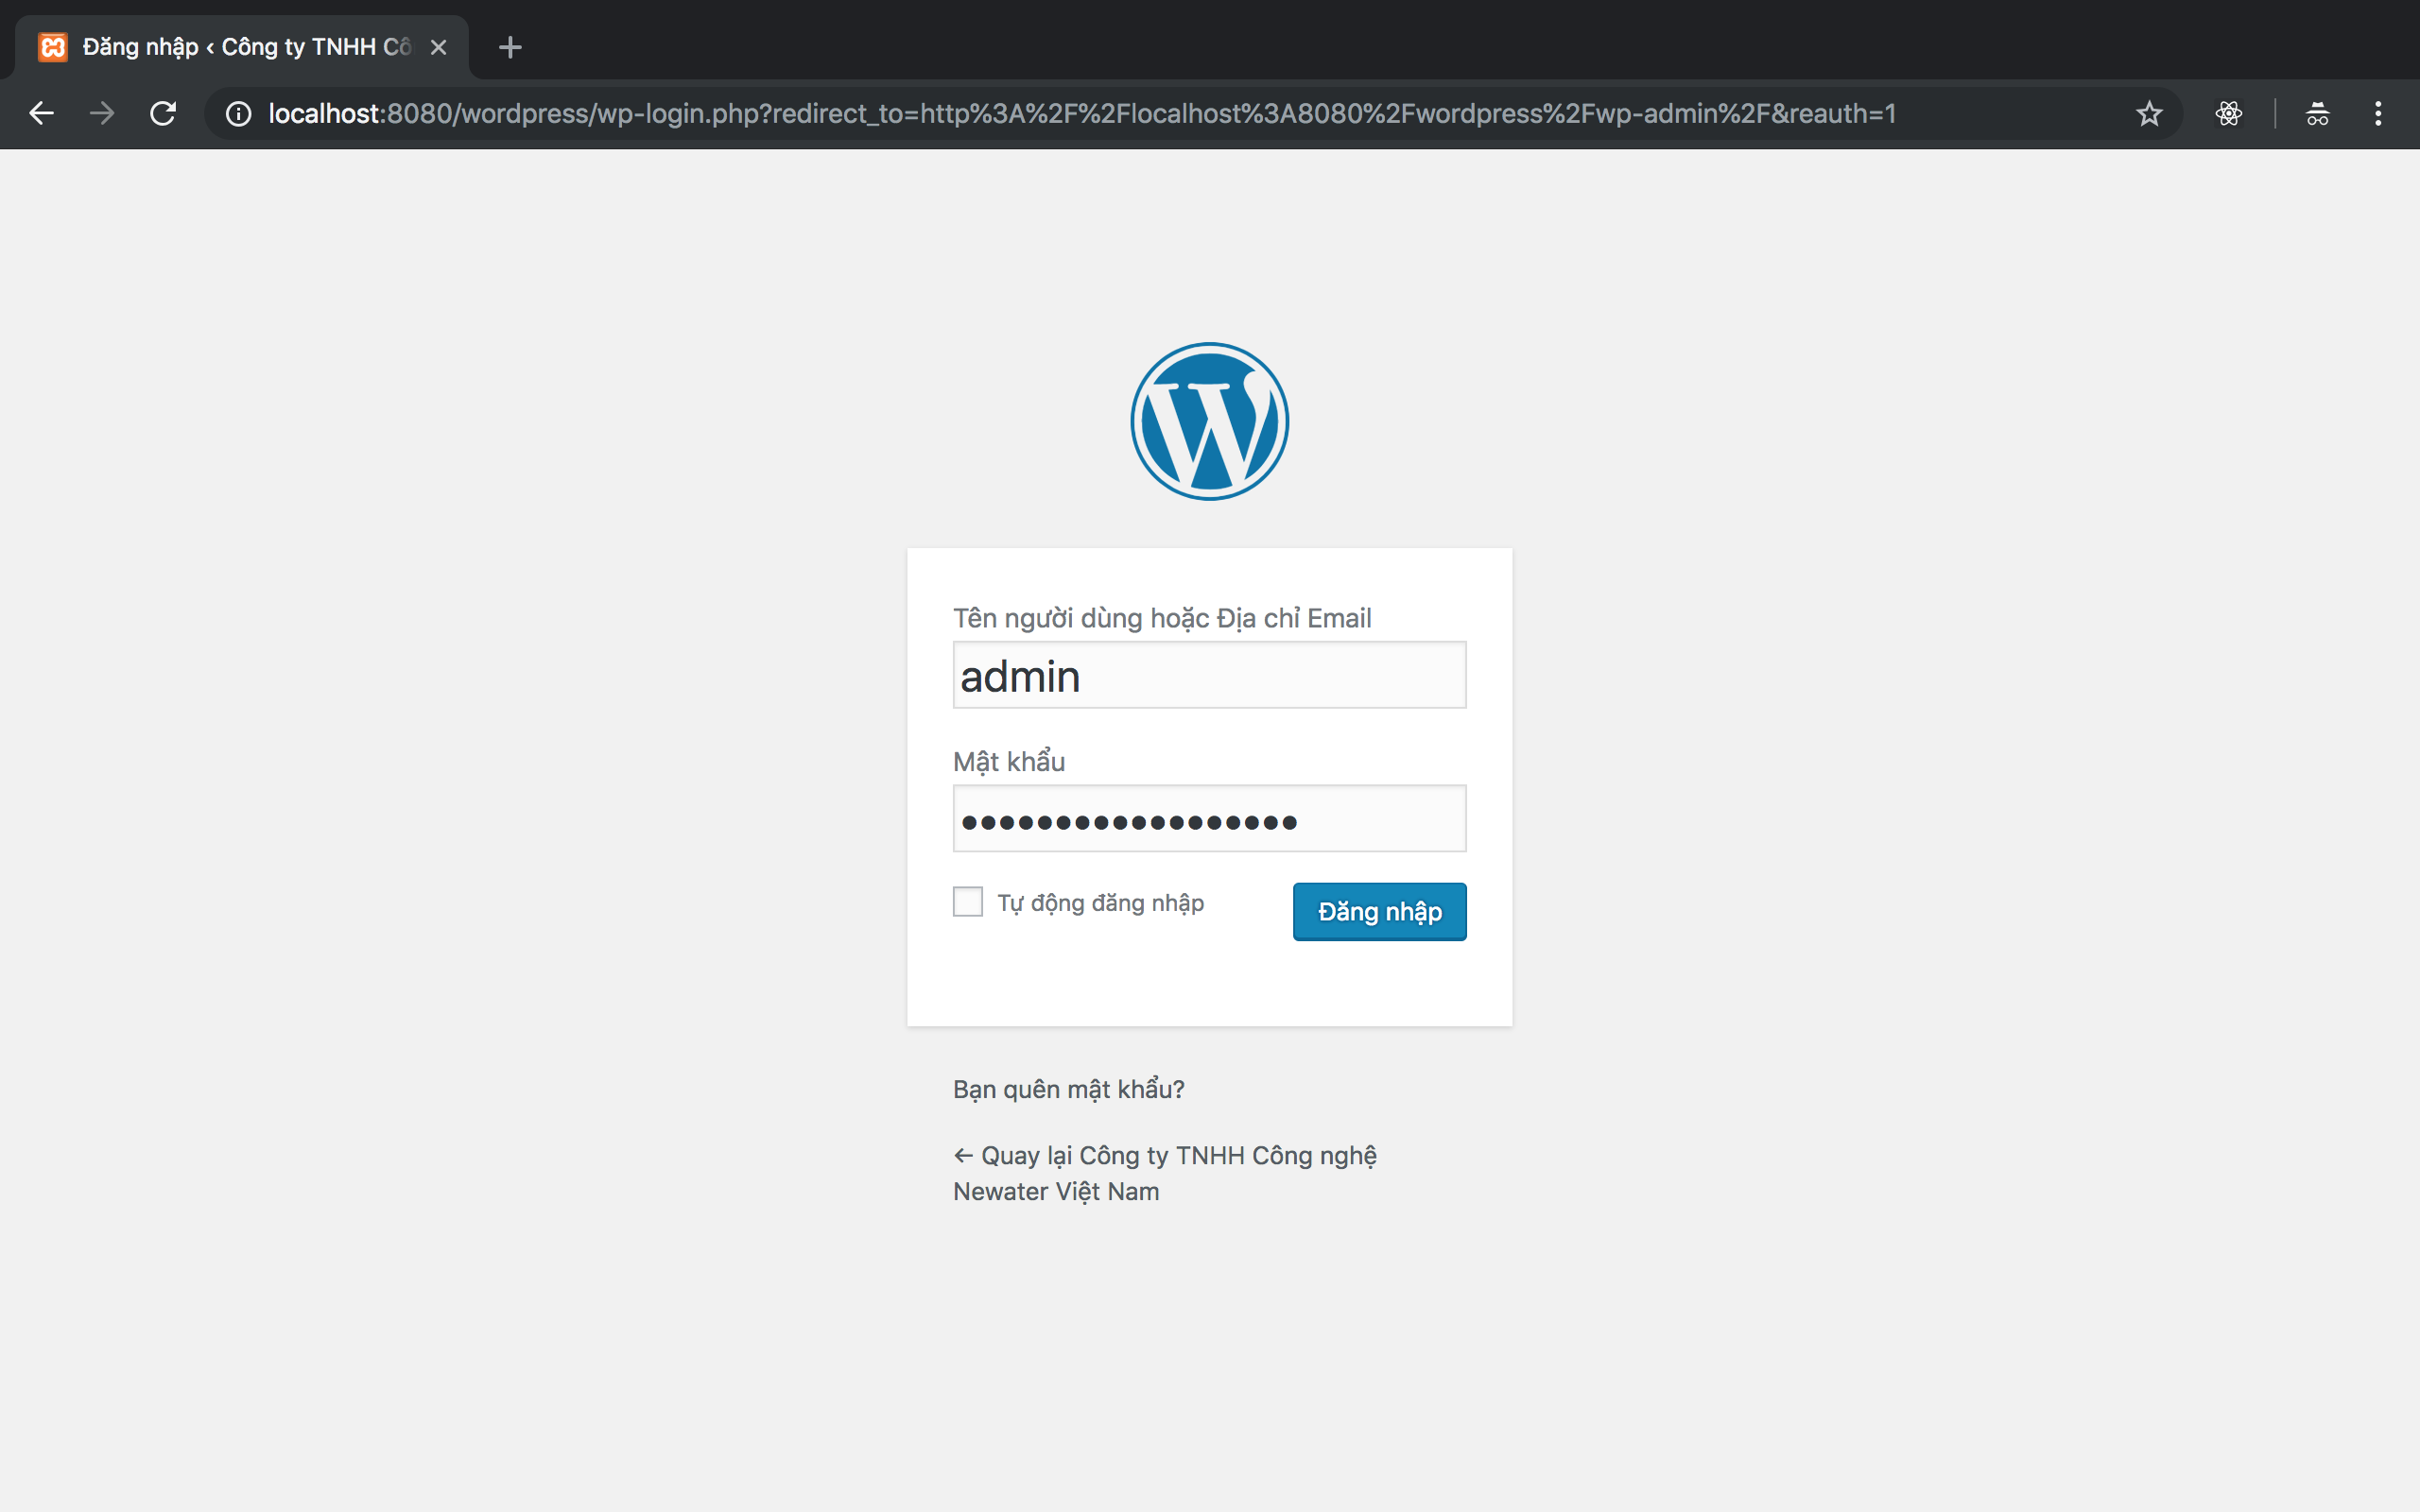 Đăng nhập ‹ Công ty TNHH Cô
localhost:8080/wordpress/wp-login.php?redirect_to=http%3A%2F%2Flocalhost%3A8080%2Fwordpress%2Fwp-admin%2F&reauth=1
Tên người dùng hoặc Địa chỉ Email
admin
Mật khẩu
••••••••••••••••••
Tự động đăng nhập
Đăng nhập
Bạn quên mật khẩu?
← Quay lại Công ty TNHH Công nghệ
Newater Việt Nam